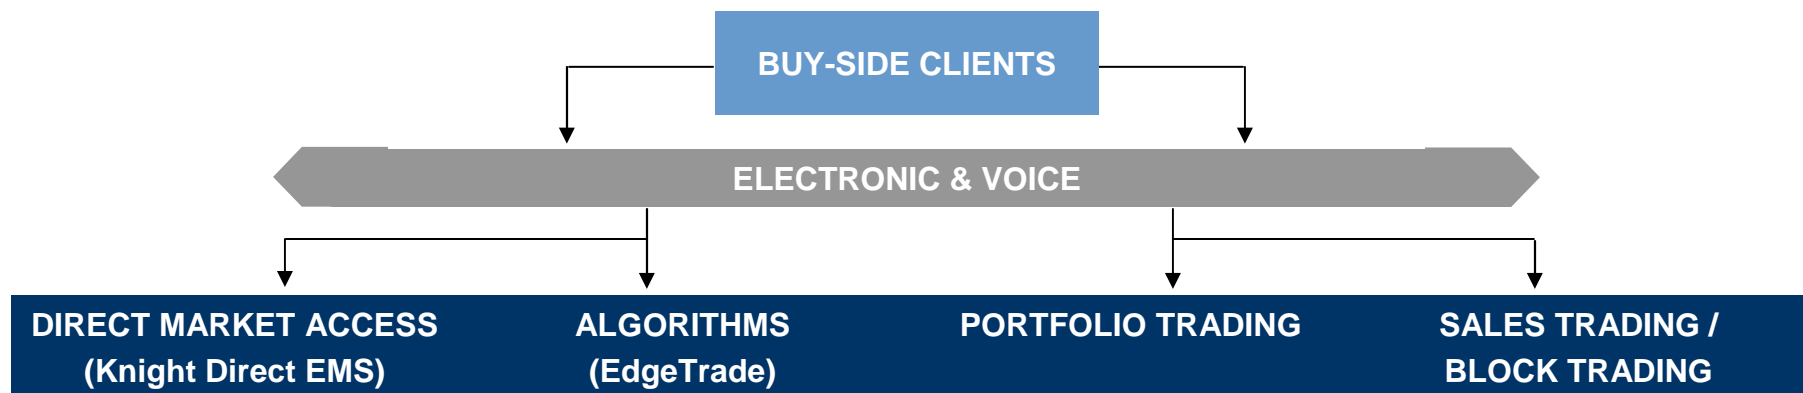 BUY-SIDE CLIENTS
ELECTRONIC & VOICE
DIRECT MARKET ACCESS
(Knight Direct EMS)
ALGORITHMS
(EdgeTrade)
PORTFOLIO TRADING
SALES TRADING /
BLOCK TRADING